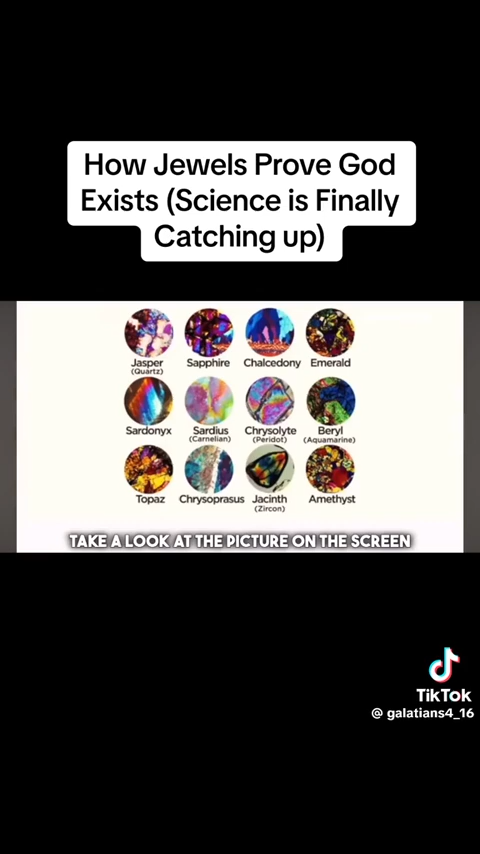 How Jewels Prove God
Exists (Science is Finally
Catching up)
Jasper Sapphire Chalcedony Emerald
(Quartz)
Sardonyx Sardius Chrysolyte Beryl
(Carnelian) (Peridot) (Aquamarine)
Topaz Chrysoprasus Jacinth Amethyst
(Zircon)
TAKE A LOOK AT THE PICTURE ON THE SCREEN
TikTok
@ galatians4_16